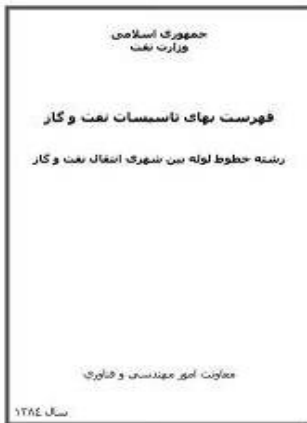 جمهوری اسلامی
وزارت نفت
فهرست بهای تاسیسات نفت و گاز
رشته خطوط لوله بین شهری انتقال نفت و گاز
معاونت امور مهندسی و فناوری
سال ۱۳۸٤